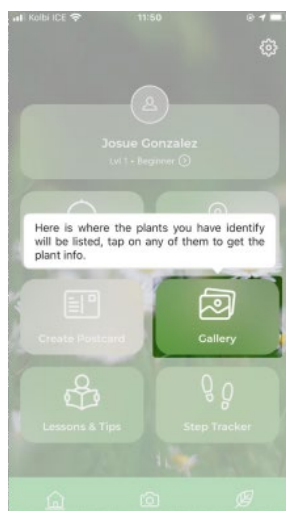 Kolbi ICE 11:50
Josue Gonzalez
Lvl 1 • Beginner
Here is where the plants you have identify
will be listed, tap on any of them to get the
plant info.
Create Postcard Gallery
Lessons & Tips Step Tracker